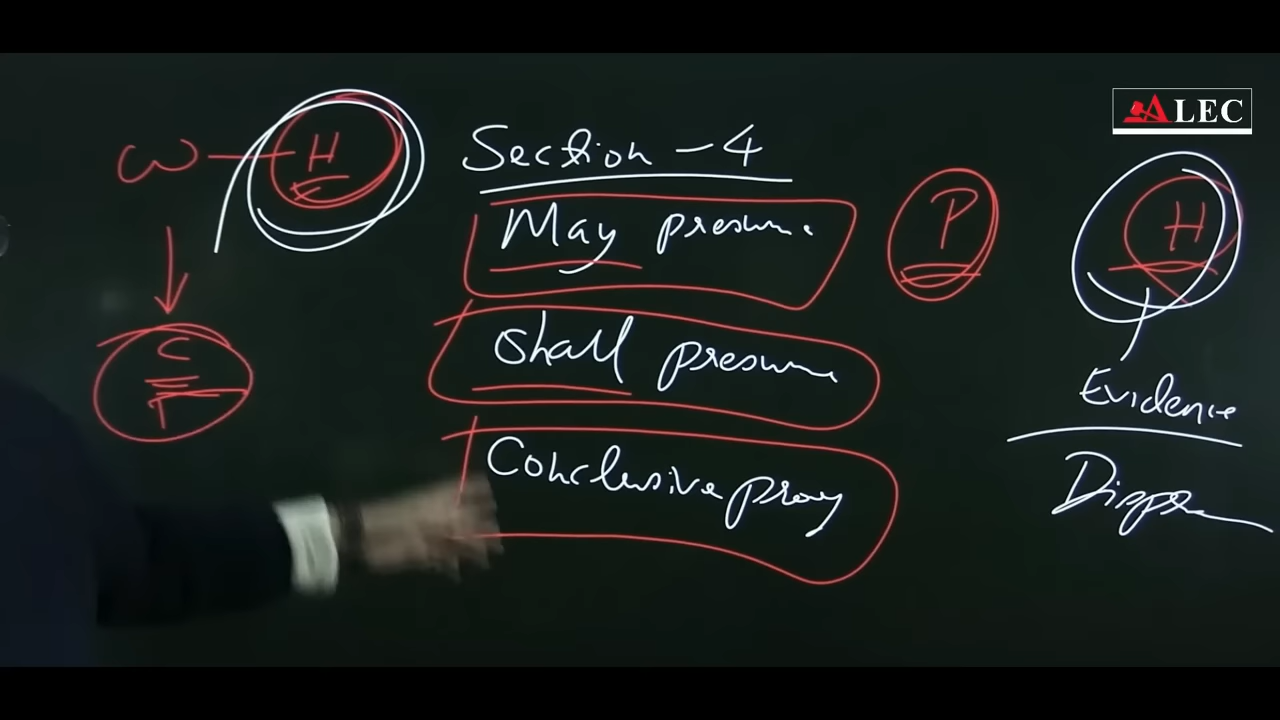 ALEC
W — H
Section - 4
May presume
P
H
shall presume
C
Evidence
Conclusive proof